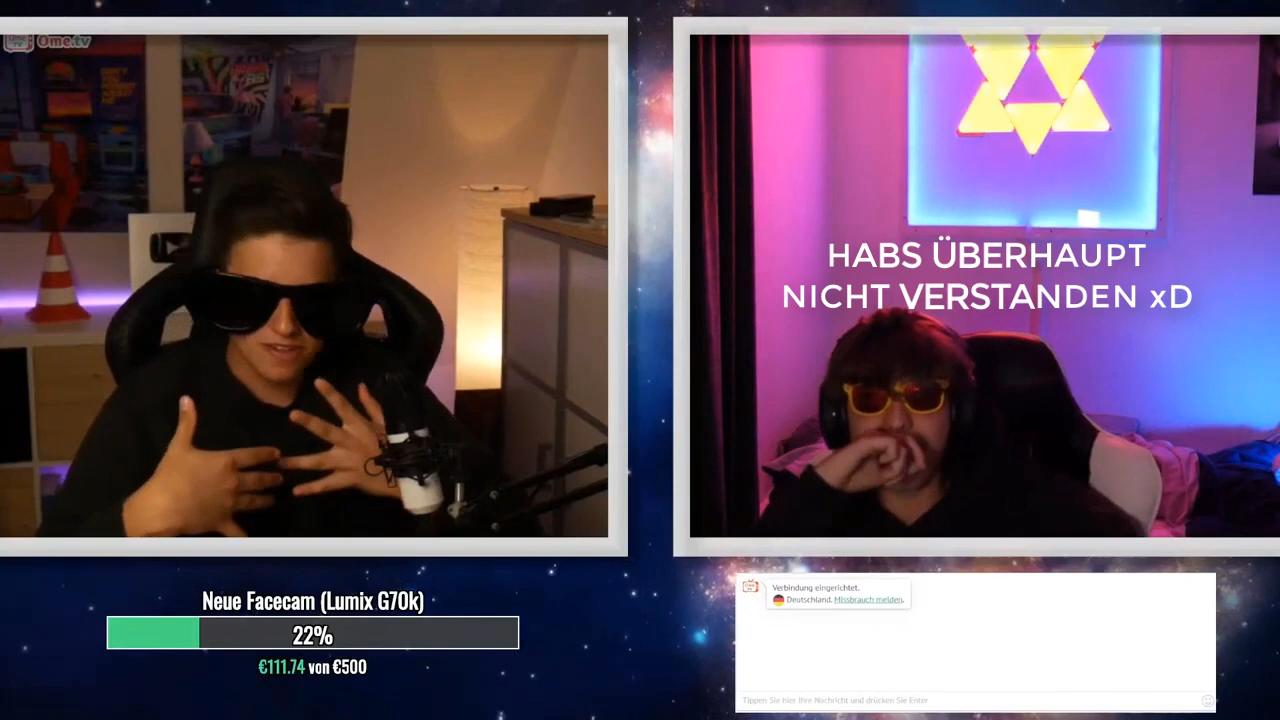 Ome.tv
HABS ÜBERHAUPT
NICHT VERSTANDEN xD
Neue Facecam (Lumix G70k)
22%
€111.74 von €500
Verbindung eingerichtet.
Deutschland. Missbrauch melden.
Tippen Sie hier Ihre Nachricht und drücken Sie Enter